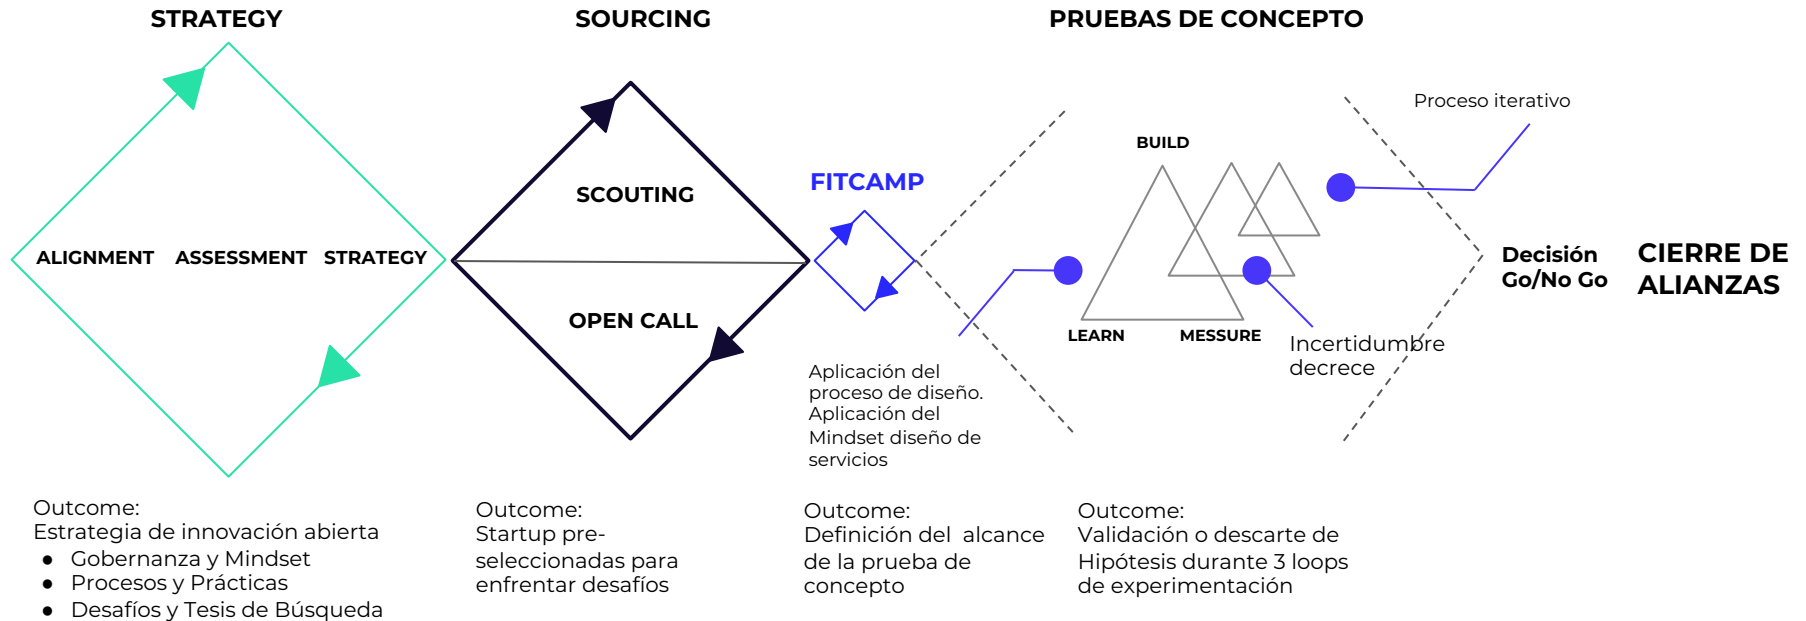 STRATEGY
SOURCING
PRUEBAS DE CONCEPTO
Proceso iterativo
BUILD
FITCAMP
SCOUTING
ALIGNMENT ASSESSMENT STRATEGY
Decisión
Go/No Go
CIERRE DE
ALIANZAS
OPEN CALL
LEARN
MESSURE
Incertidumbre
decrece
Aplicación del
proceso de diseño.
Aplicación del
Mindset diseño de
servicios
Outcome:
Estrategia de innovación abierta
● Gobernanza y Mindset
● Procesos y Prácticas
● Desafíos y Tesis de Búsqueda
Outcome:
Startup pre-
seleccionadas para
enfrentar desafíos
Outcome:
Definición del alcance
de la prueba de
concepto
Outcome:
Validación o descarte de
Hipótesis durante 3 loops
de experimentación